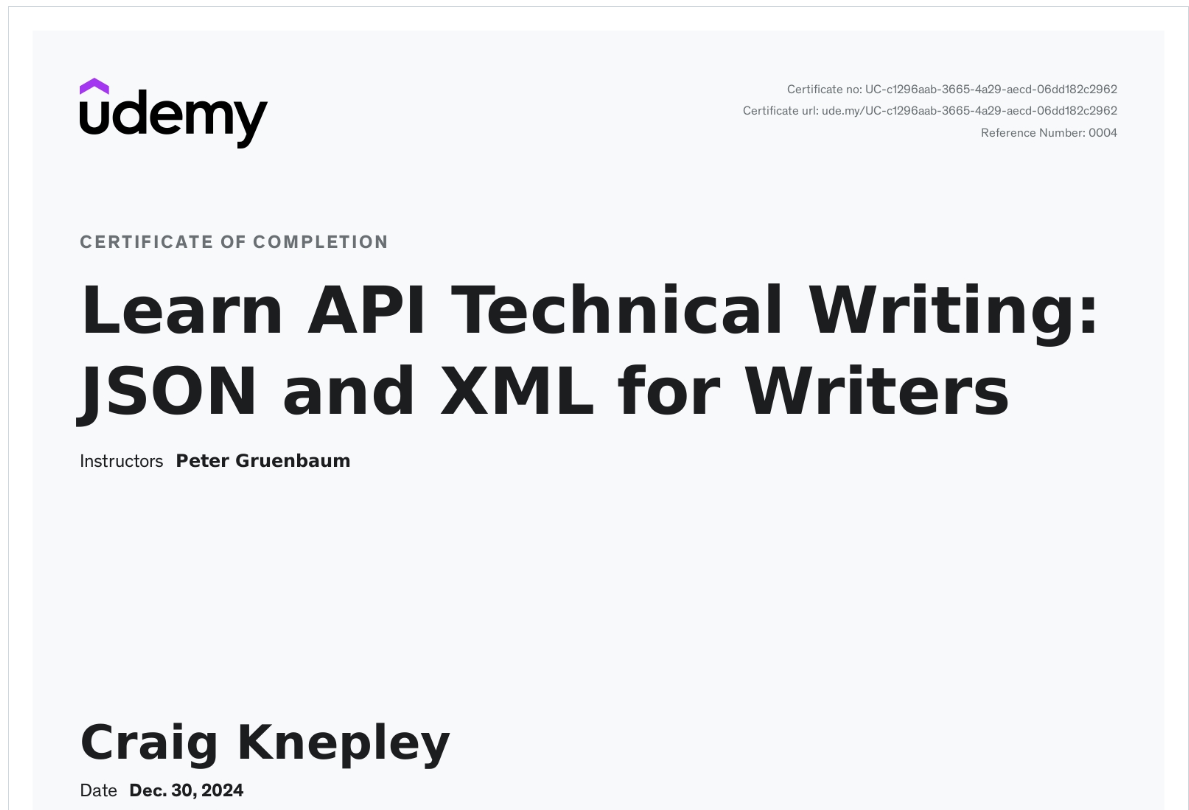 udemy
Certificate no: UC-c1296aab-3665-4a29-aecd-06dd182c2962
Certificate url: ude.my/UC-c1296aab-3665-4a29-aecd-06dd182c2962
Reference Number: 0004
CERTIFICATE OF COMPLETION
Learn API Technical Writing:
JSON and XML for Writers
Instructors Peter Gruenbaum
Craig Knepley
Date Dec. 30, 2024